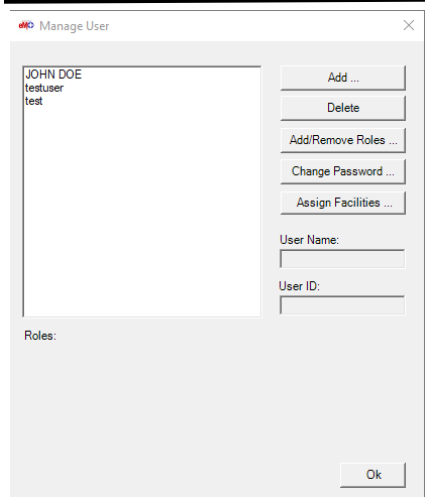 eMC Manage User
JOHN DOE
testuser
test
Add ...
Delete
Add/Remove Roles ...
Change Password ...
Assign Facilities ...
User Name:
User ID:
Roles:
Ok